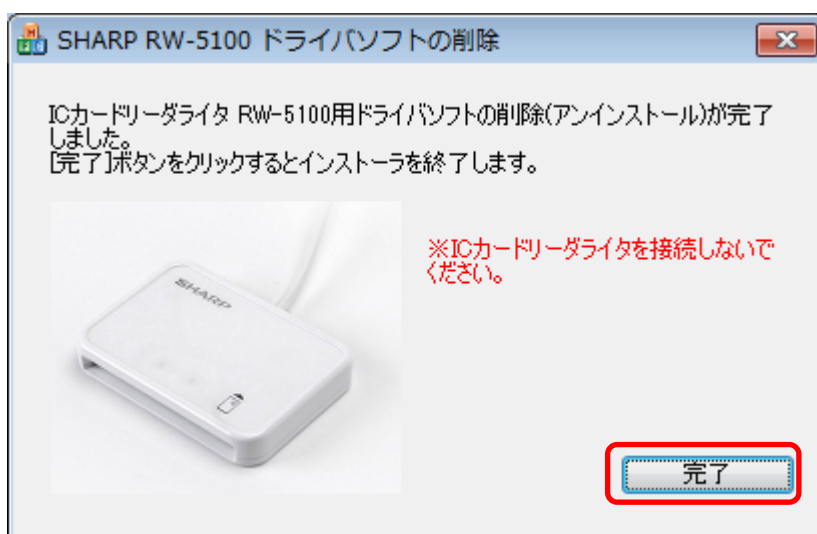 SHARP RW-5100 ドライバソフトの削除
ICカードリーダライタ RW-5100用ドライバソフトの削除(アンインストール)が完了
しました。
[完了]ボタンをクリックするとインストーラを終了します。
※ICカードリーダライタを接続しないで
ください。
SHARP
完了